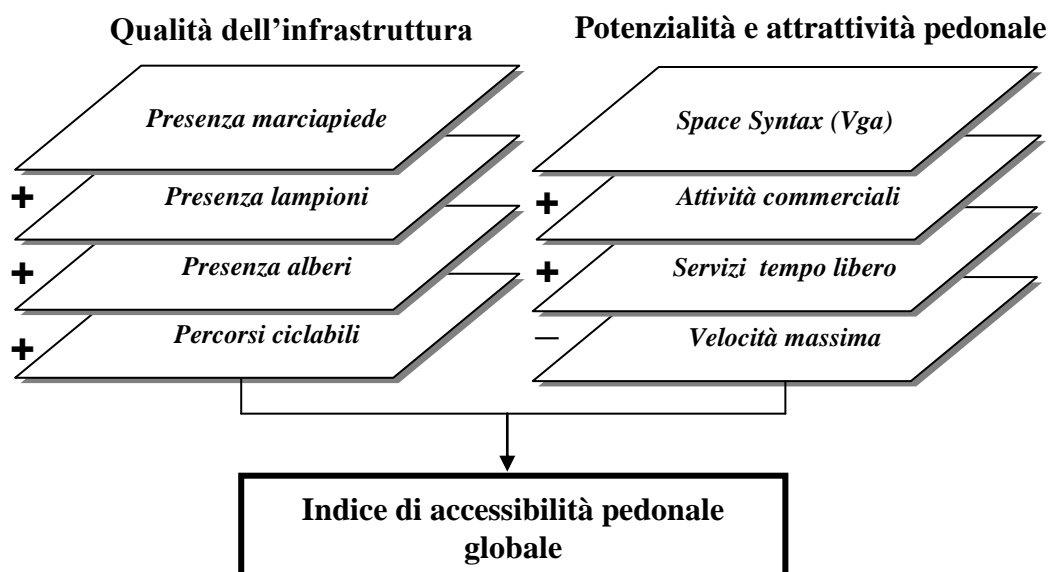 Qualità dell'infrastruttura
Presenza marciapiede
+ Presenza lampioni
+ Presenza alberi
+ Percorsi ciclabili
Potenzialità e attrattività pedonale
Space Syntax (Vga)
+ Attività commerciali
+ Servizi tempo libero
– Velocità massima
Indice di accessibilità pedonale
globale